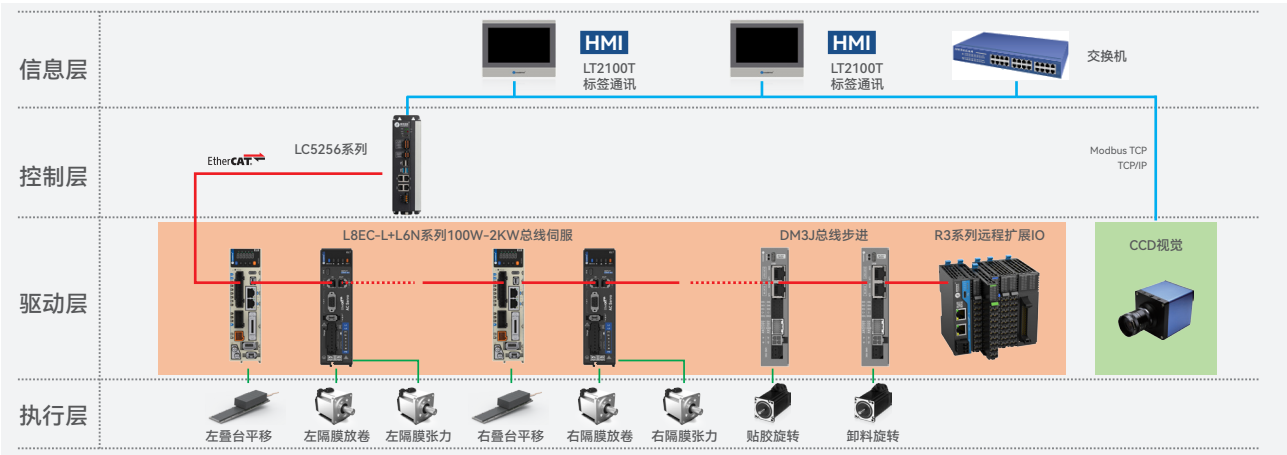 信息层
HMI
LT2100T
标签通讯
HMI
LT2100T
标签通讯
交换机
控制层
EtherCAT
LC5256系列
Modbus TCP
TCP/IP
驱动层
L8EC-L+L6N系列100W-2KW总线伺服
DM3J总线步进
R3系列远程扩展IO
CCD视觉
执行层
左叠台平移
左隔膜放卷
左隔膜张力
右叠台平移
右隔膜放卷
右隔膜张力
贴胶旋转
卸料旋转